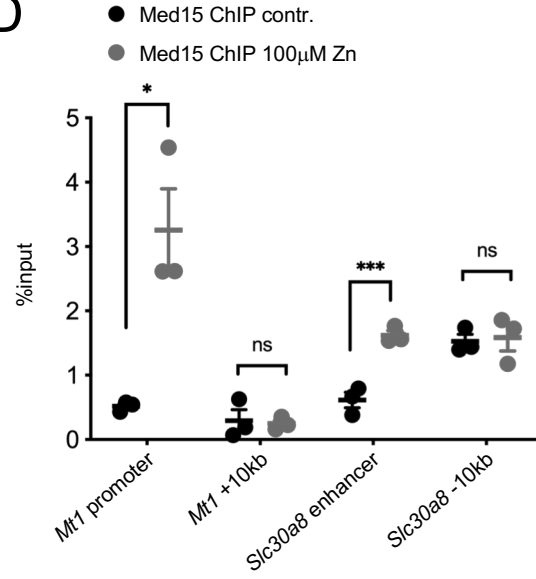 D
Med15 ChIP contr.
Med15 ChIP 100μM Zn
*
5
4
3
2
1
0
%input
ns
***
ns
Mt1 promoter
Mt1 +10kb
Slc30a8 enhancer
Slc30a8 -10kb